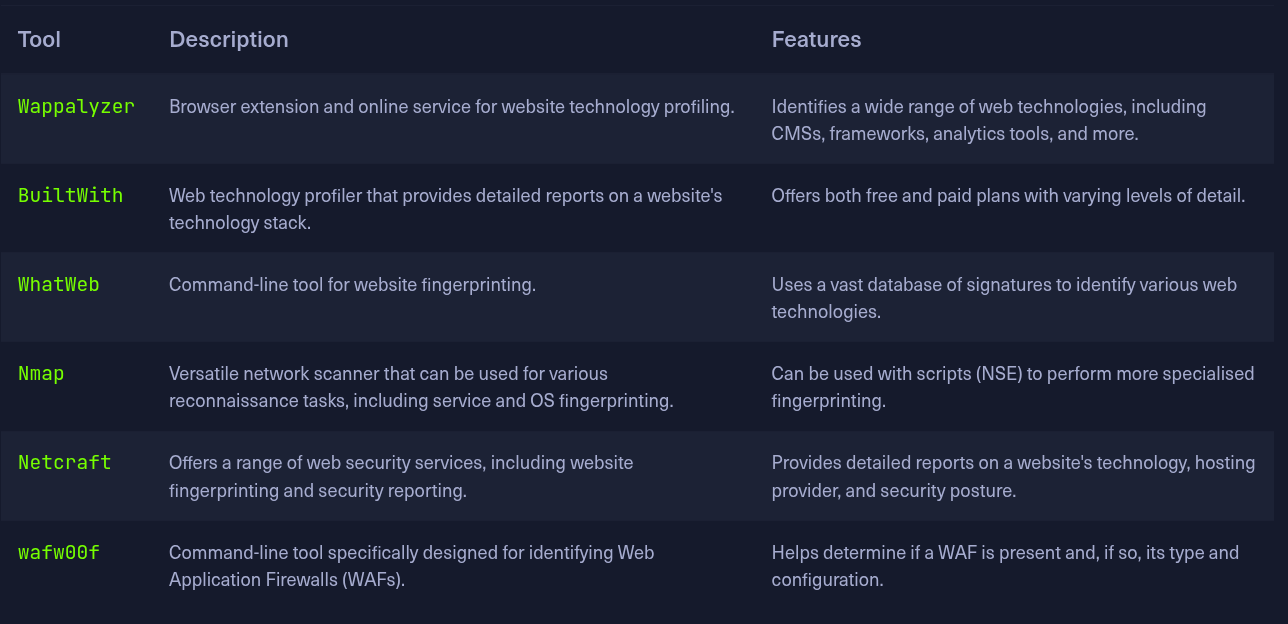 Tool Description Features
Wappalyzer Browser extension and online service for website technology profiling. Identifies a wide range of web technologies, including
CMSs, frameworks, analytics tools, and more.
BuiltWith Web technology profiler that provides detailed reports on a website's Offers both free and paid plans with varying levels of detail.
technology stack.
WhatWeb Command-line tool for website fingerprinting. Uses a vast database of signatures to identify various web
technologies.
Nmap Versatile network scanner that can be used for various Can be used with scripts (NSE) to perform more specialised
reconnaissance tasks, including service and OS fingerprinting. fingerprinting.
Netcraft Offers a range of web security services, including website Provides detailed reports on a website's technology, hosting
fingerprinting and security reporting. provider, and security posture.
wafw00f Command-line tool specifically designed for identifying Web Helps determine if a WAF is present and, if so, its type and
Application Firewalls (WAFs). configuration.